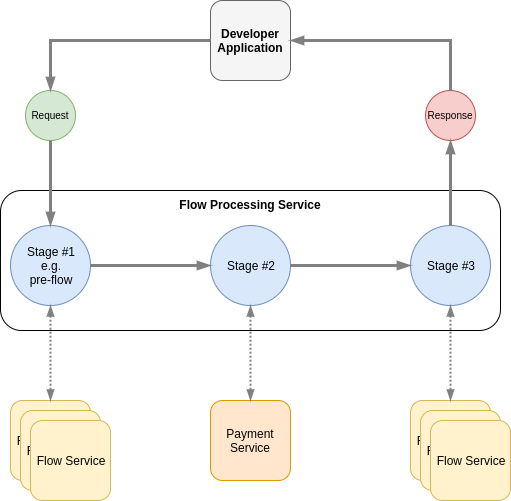 Developer
Application
Request
Response
Flow Processing Service
Stage #1
e.g.
pre-flow
Stage #2
Stage #3
Flow Service
Payment
Service
Flow Service